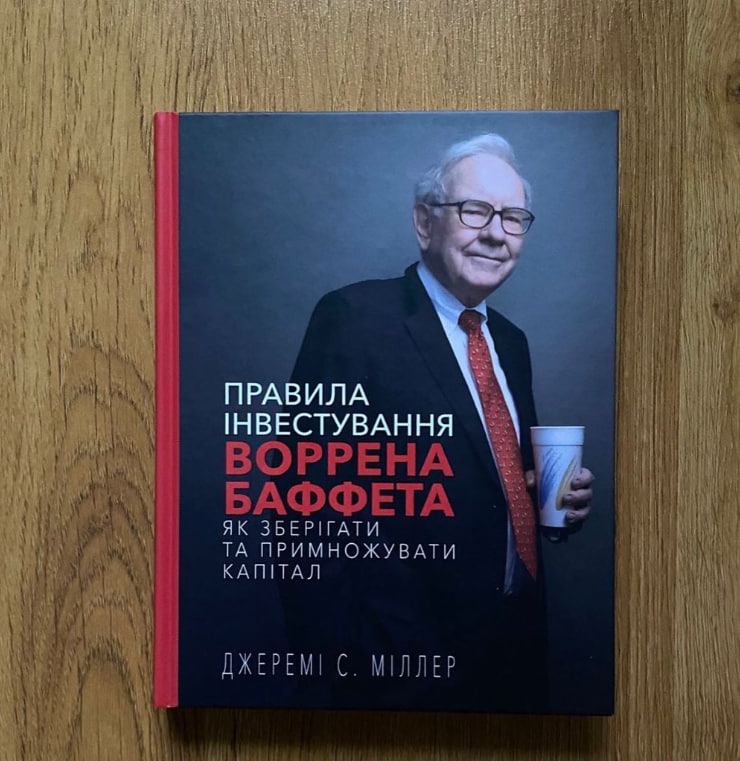 ПРАВИЛА
ІНВЕСТУВАННЯ
ВОРРЕНА
БАФФЕТА
ЯК ЗБЕРІГАТИ
ТА ПРИМНОЖУВАТИ
КАПІТАЛ
ДЖЕРЕМІ С. МІЛЛЕР